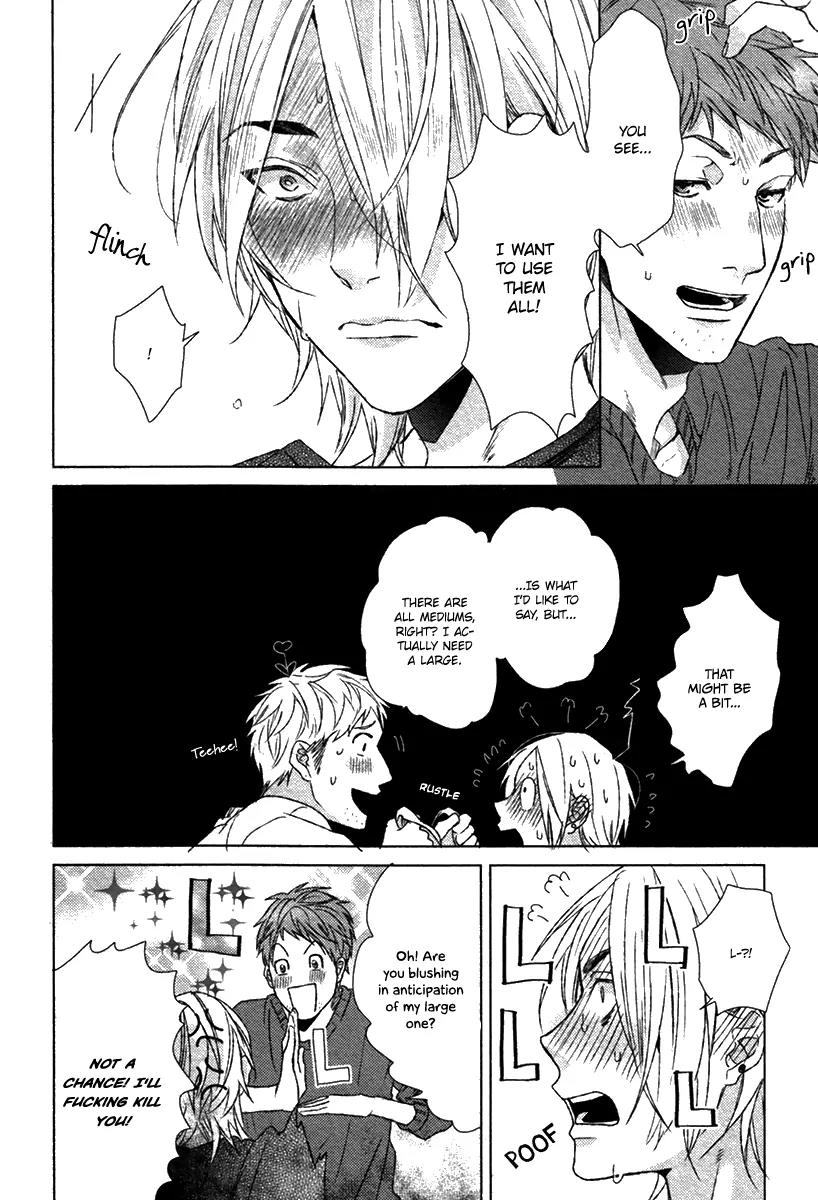 grip
YOU
SEE...
grip
I WANT
TO USE
THEM
ALL!
flinch
!
THAT
MIGHT BE
A BIT...
...IS WHAT
I'D LIKE TO
SAY, BUT...
THERE ARE
ALL MEDIUMS,
RIGHT? I AC-
TUALLY NEED
A LARGE.
Teehee!
RUSTLE
L-?!
L
L
L
L
L
POOF
L
Oh! Are
you blushing
in anticipation
of my large
one?
L
NOT A
CHANCE! I'LL
FUCKING KILL
YOU!